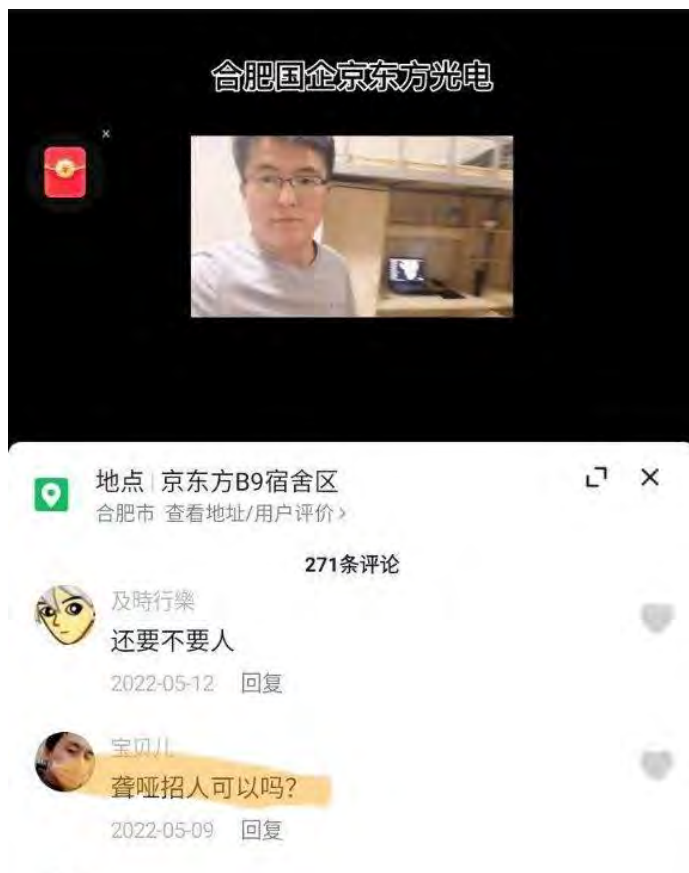 合肥国企京东方光电
地点 | 京东方B9宿舍区
合肥市 查看地址/用户评价 >
271条评论
及時行樂
还要不要人
2022-05-12 回复
宝贝儿
聋哑招人可以吗？
2022-05-09 回复